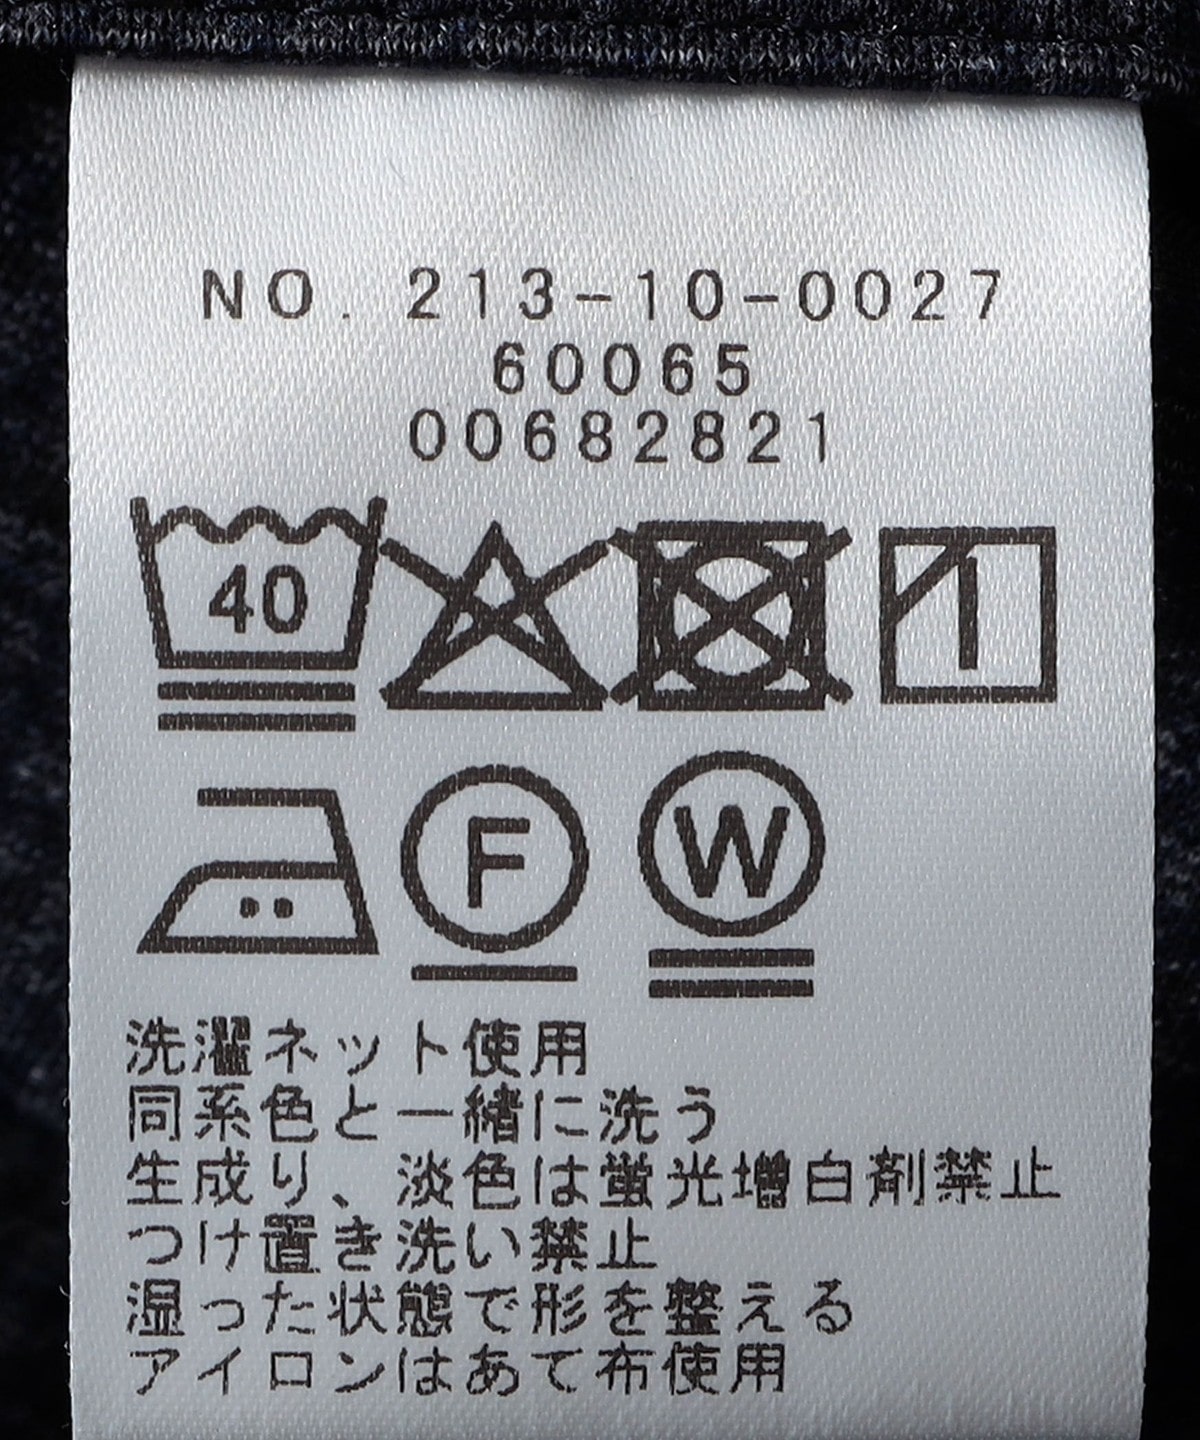 NO. 213-10-0027
60065
00682821
40
F
W
洗濯ネット使用
同系色と一緒に洗う
生成り、淡色は蛍光増白剤禁止
つけ置き洗い禁止
湿った状態で形を整える
アイロンはあて布使用